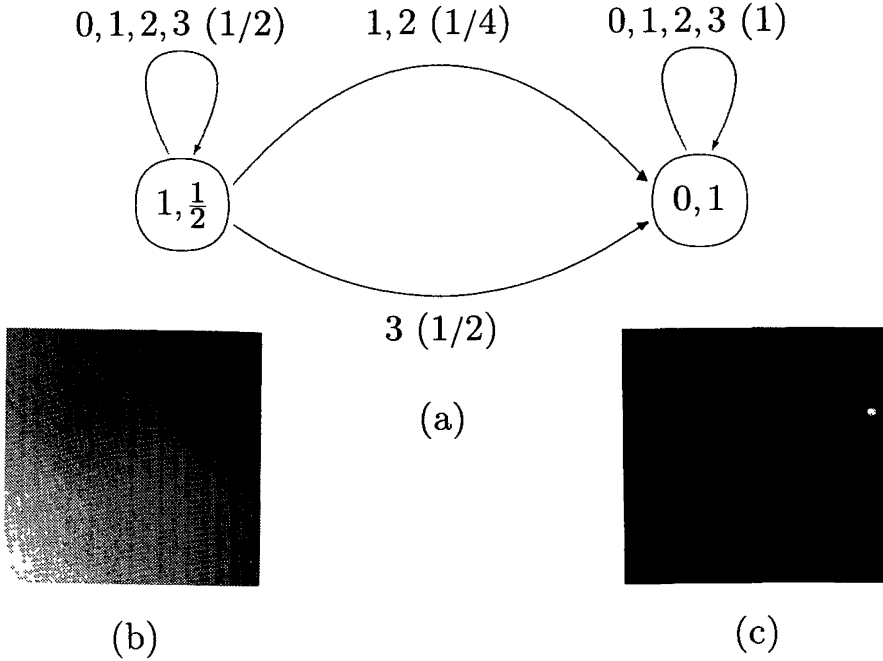 0, 1, 2, 3 (1/2)
1, 2 (1/4)
0, 1, 2, 3 (1)
1, 1/2
0, 1
3 (1/2)
(a)
(b)
(c)